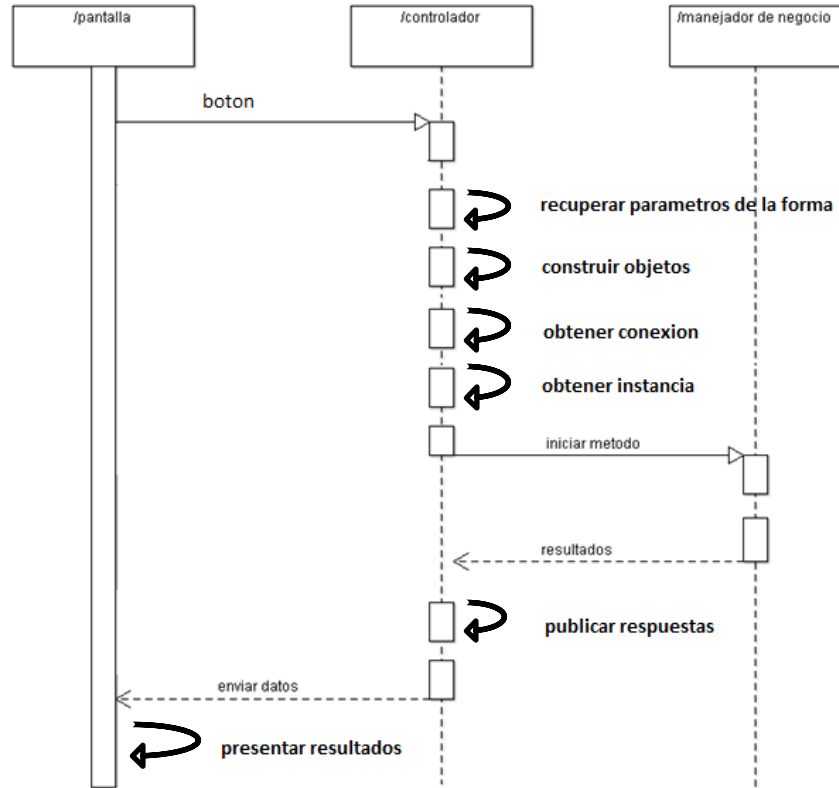 /pantalla
/controlador
/manejador de negocio
boton
recuperar parametros de la forma
construir objetos
obtener conexion
obtener instancia
iniciar metodo
resultados
publicar respuestas
enviar datos
presentar resultados